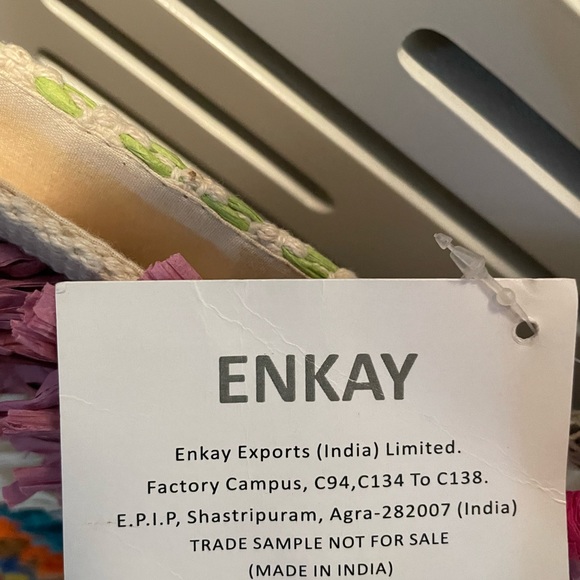 ENKAY
Enkay Exports (India) Limited.
Factory Campus, C94,C134 To C138.
E.P.I.P, Shastripuram, Agra-282007 (India)
TRADE SAMPLE NOT FOR SALE
(MADE IN INDIA)